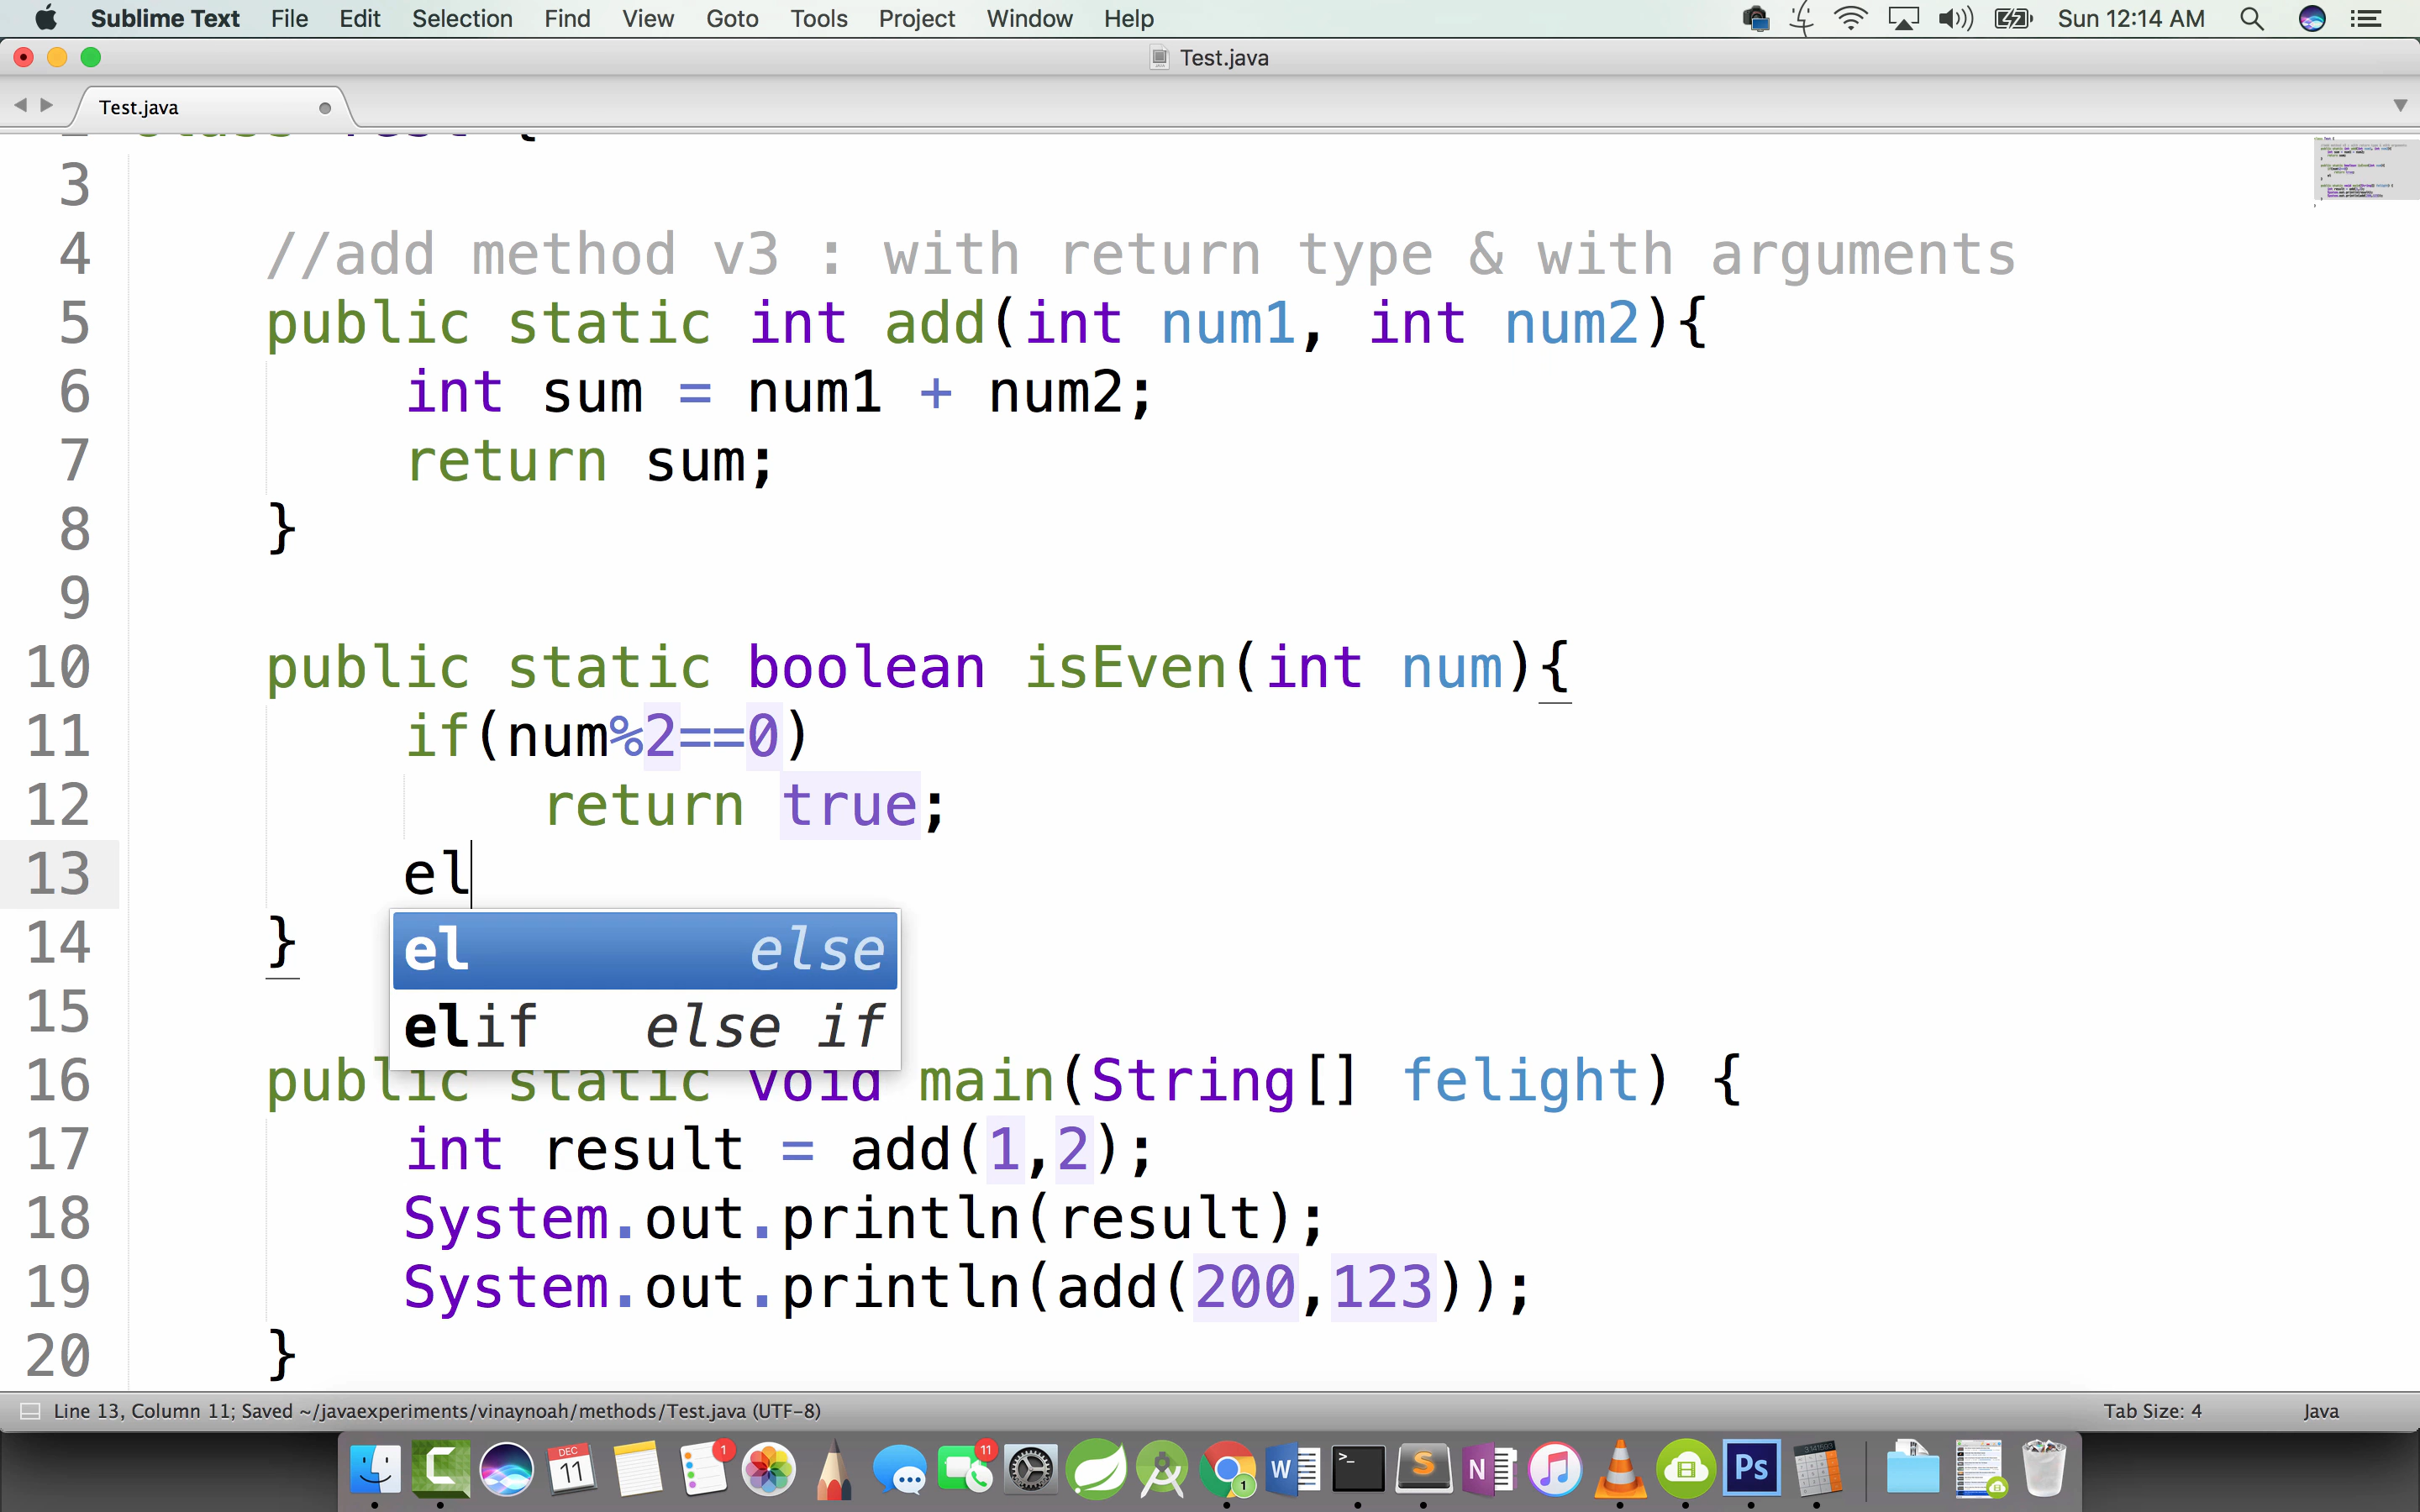 Sublime Text File Edit Selection Find View Goto Tools Project Window Help Sun 12:14 AM
Test.java
Test.java
3
4 //add method v3 : with return type & with arguments
5 public static int add(int num1, int num2){
6 int sum = num1 + num2;
7 return sum;
8 }
9
10 public static boolean isEven(int num){
11 if(num%2==0)
12 return true;
13 el
el else
14 }
15
elif else if
16 public static void main(String[] felight) {
17 int result = add(1,2);
18 System.out.println(result);
19 System.out.println(add(200,123));
20 }
Line 13, Column 11; Saved ~/javaexperiments/vinaynoah/methods/Test.java (UTF-8) Tab Size: 4 Java
DEC
11
1
11
1
W
>_
S
N
Ps